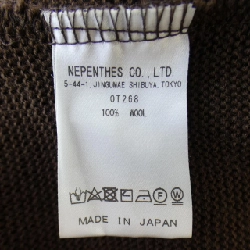 NEPENTHES CO.,LTD
5-44-1, JINGUMAE SHIBUYA, TOKYO
OT268
100% WOOL
MADE IN JAPAN